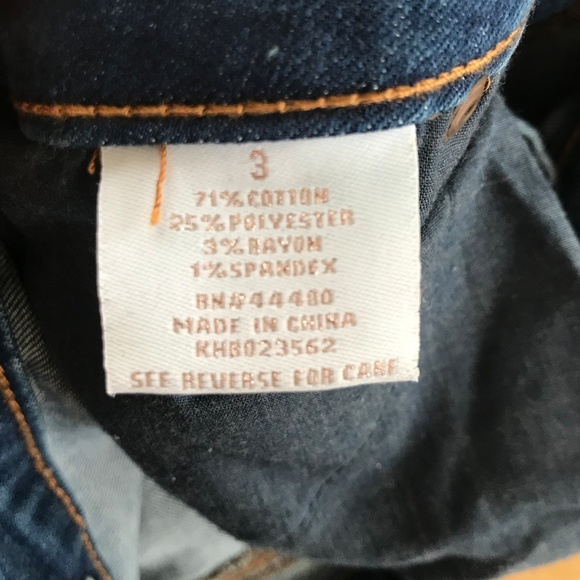 3
71% COTTON
25% POLYESTER
3% RAYON
1% SPANDEX
RN# 44480
MADE IN CHINA
KHB023562
SEE REVERSE FOR CARE